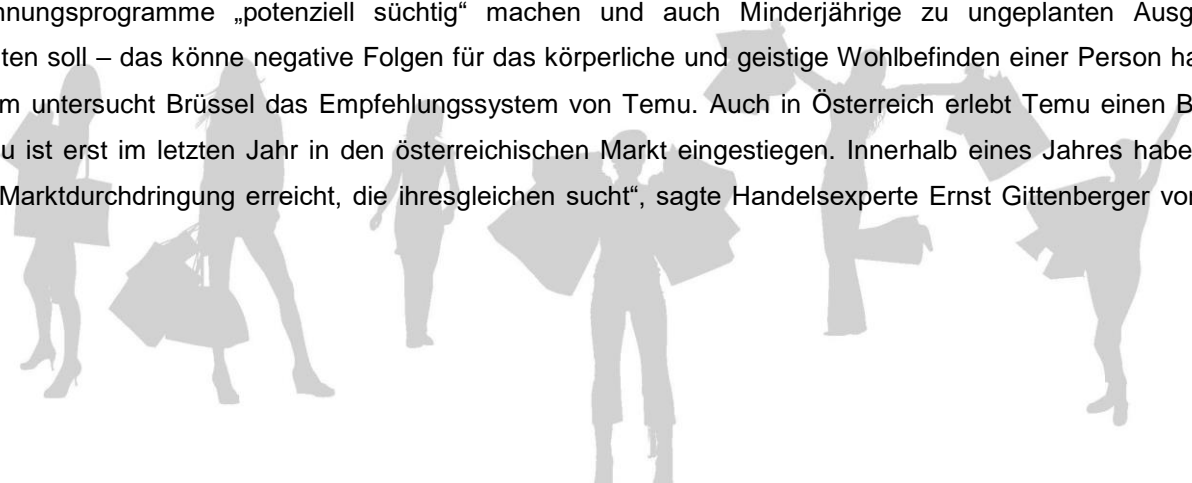 hnungsprogramme „potenziell süchtig“ machen und auch Minderjährige zu ungeplanten Ausg
ten soll – das könne negative Folgen für das körperliche und geistige Wohlbefinden einer Person ha
m untersucht Brüssel das Empfehlungssystem von Temu. Auch in Österreich erlebt Temu einen B
u ist erst im letzten Jahr in den österreichischen Markt eingestiegen. Innerhalb eines Jahres habe
Marktdurchdringung erreicht, die ihresgleichen sucht“, sagte Handelsexperte Ernst Gittenberger vor